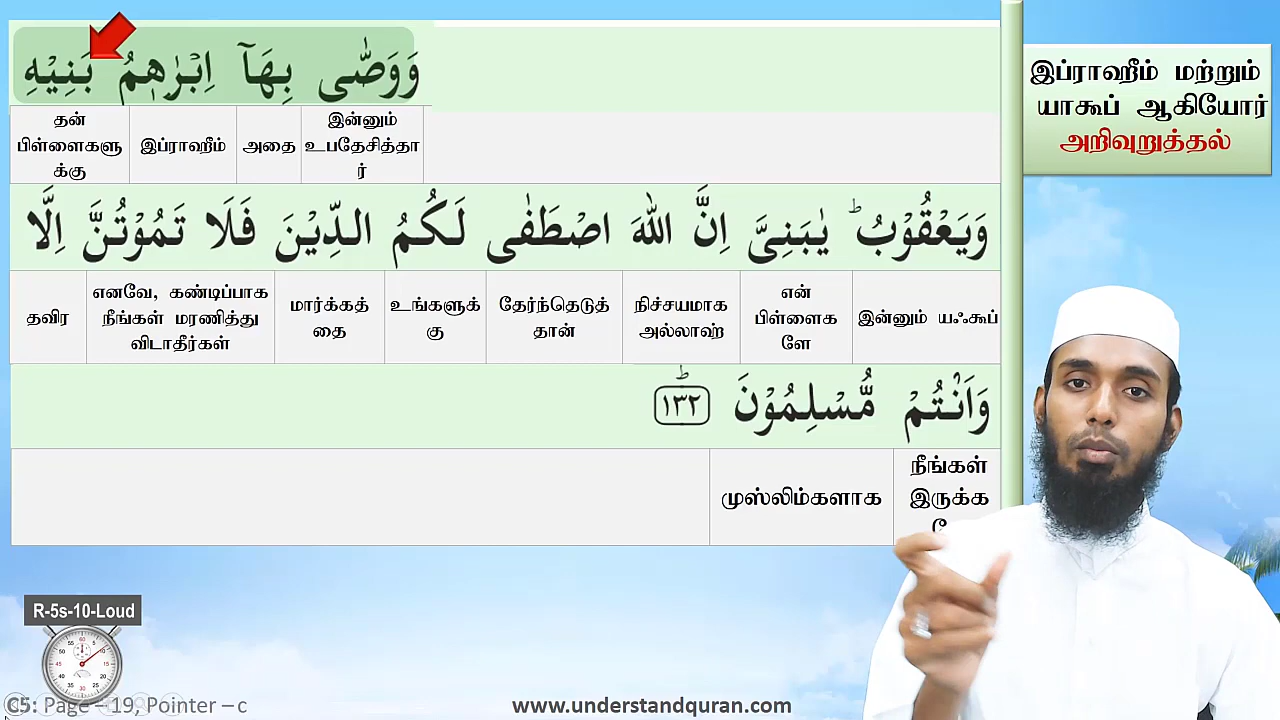 وَوَصّٰى بِهَآ اِبْرٰهٖمُ بَنِيْهِ
இன்னும் உபதேசித்தார்
அதை
இப்ராஹீம்
தன் பிள்ளைகளுக்கு
وَيَعْقُوْبُ ؕ يٰبَنِىَّ اِنَّ اللّٰهَ اصْطَفٰى لَكُمُ الدِّيْنَ فَلَا تَمُوْتُنَّ اِلَّا
இன்னும் யஃகூப்
என் பிள்ளைகளே
நிச்சயமாக அல்லாஹ்
தேர்ந்தெடுத்தான்
உங்களுக்கு
மார்க்கத்தை
எனவே, கண்டிப்பாக நீங்கள் மரணித்து விடாதீர்கள்
தவிர
وَاَنْتُمْ مُّسْلِمُوْنَ ؕ ١٣٢
நீங்கள் இருக்க
முஸ்லிம்களாக
இப்ராஹீம் மற்றும்
யாகூப் ஆகியோர்
அறிவுறுத்தல்
R-5s-10-Loud
C5: Page – 19, Pointer – c
www.understandquran.com